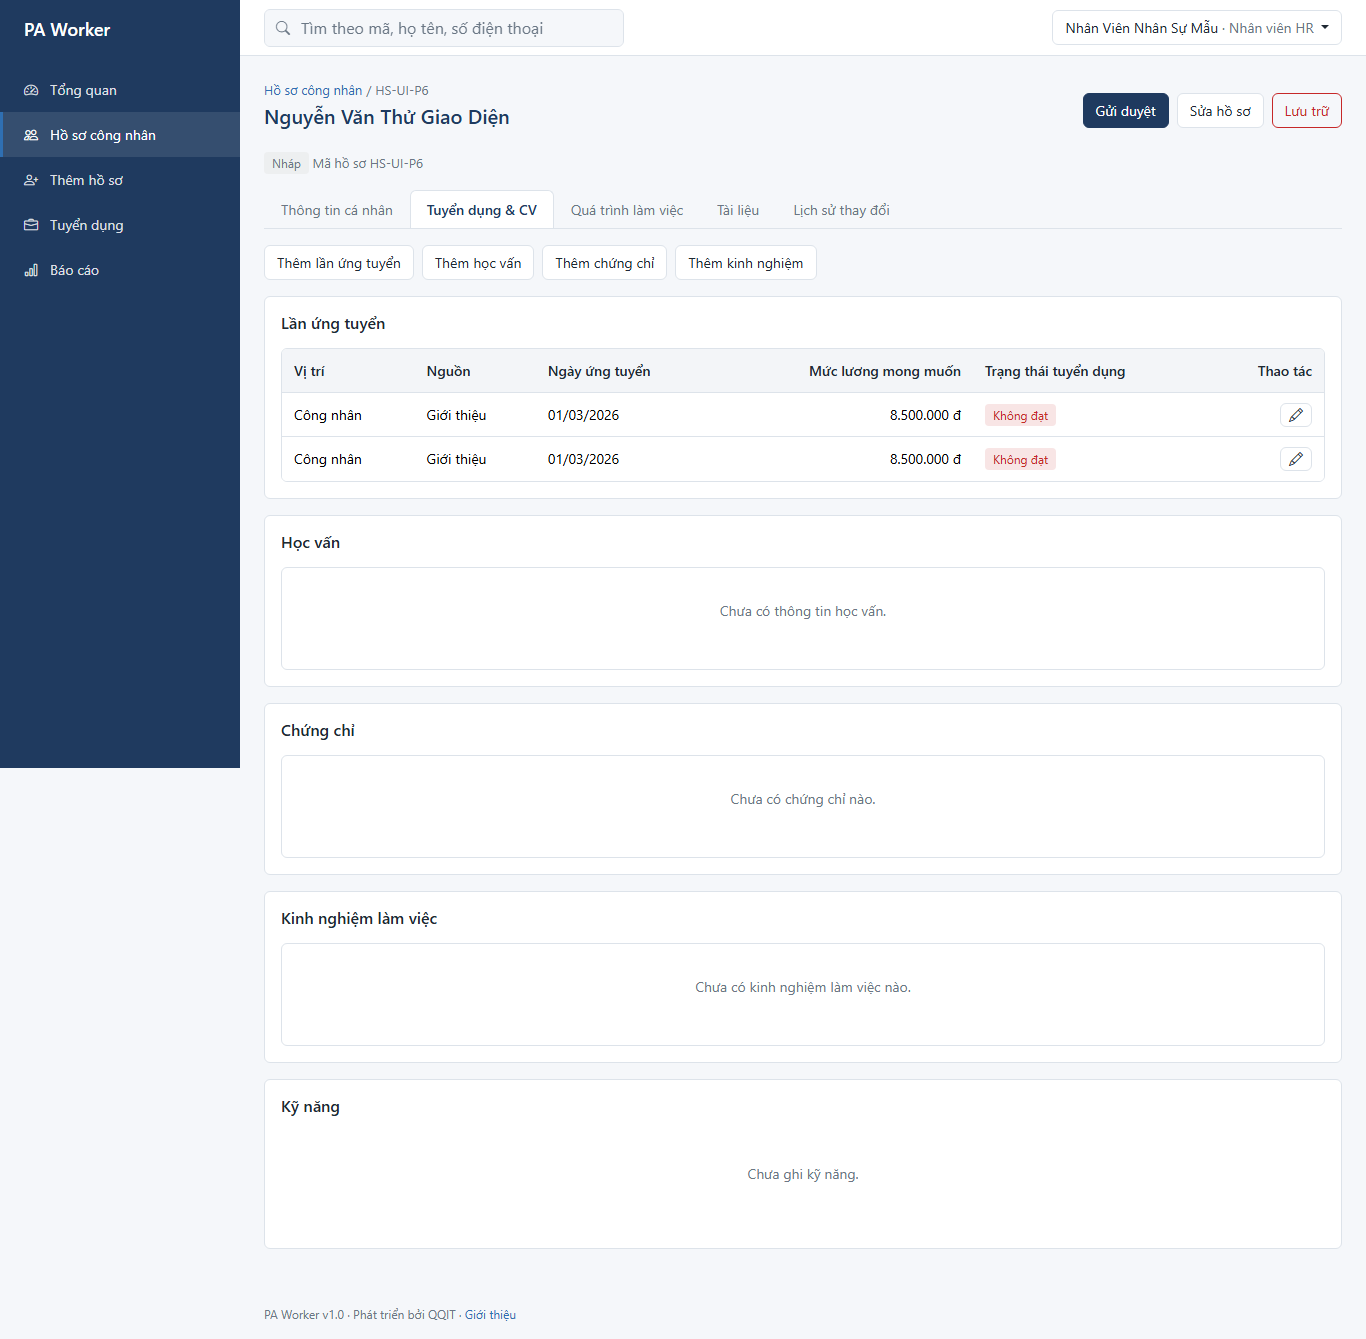 PA Worker
Tìm theo mã, họ tên, số điện thoại
Nhân Viên Nhân Sự Mẫu · Nhân viên HR
Tổng quan
Hồ sơ công nhân
Thêm hồ sơ
Tuyển dụng
Báo cáo
Hồ sơ công nhân / HS-UI-P6
Nguyễn Văn Thử Giao Diện
Gửi duyệt
Sửa hồ sơ
Lưu trữ
Nháp Mã hồ sơ HS-UI-P6
Thông tin cá nhân Tuyển dụng & CV Quá trình làm việc Tài liệu Lịch sử thay đổi
Thêm lần ứng tuyển Thêm học vấn Thêm chứng chỉ Thêm kinh nghiệm
Lần ứng tuyển
Vị trí Nguồn Ngày ứng tuyển Mức lương mong muốn Trạng thái tuyển dụng Thao tác
Công nhân Giới thiệu 01/03/2026 8.500.000 đ Không đạt
Công nhân Giới thiệu 01/03/2026 8.500.000 đ Không đạt
Học vấn
Chưa có thông tin học vấn.
Chứng chỉ
Chưa có chứng chỉ nào.
Kinh nghiệm làm việc
Chưa có kinh nghiệm làm việc nào.
Kỹ năng
Chưa ghi kỹ năng.
PA Worker v1.0 · Phát triển bởi QQIT · Giới thiệu